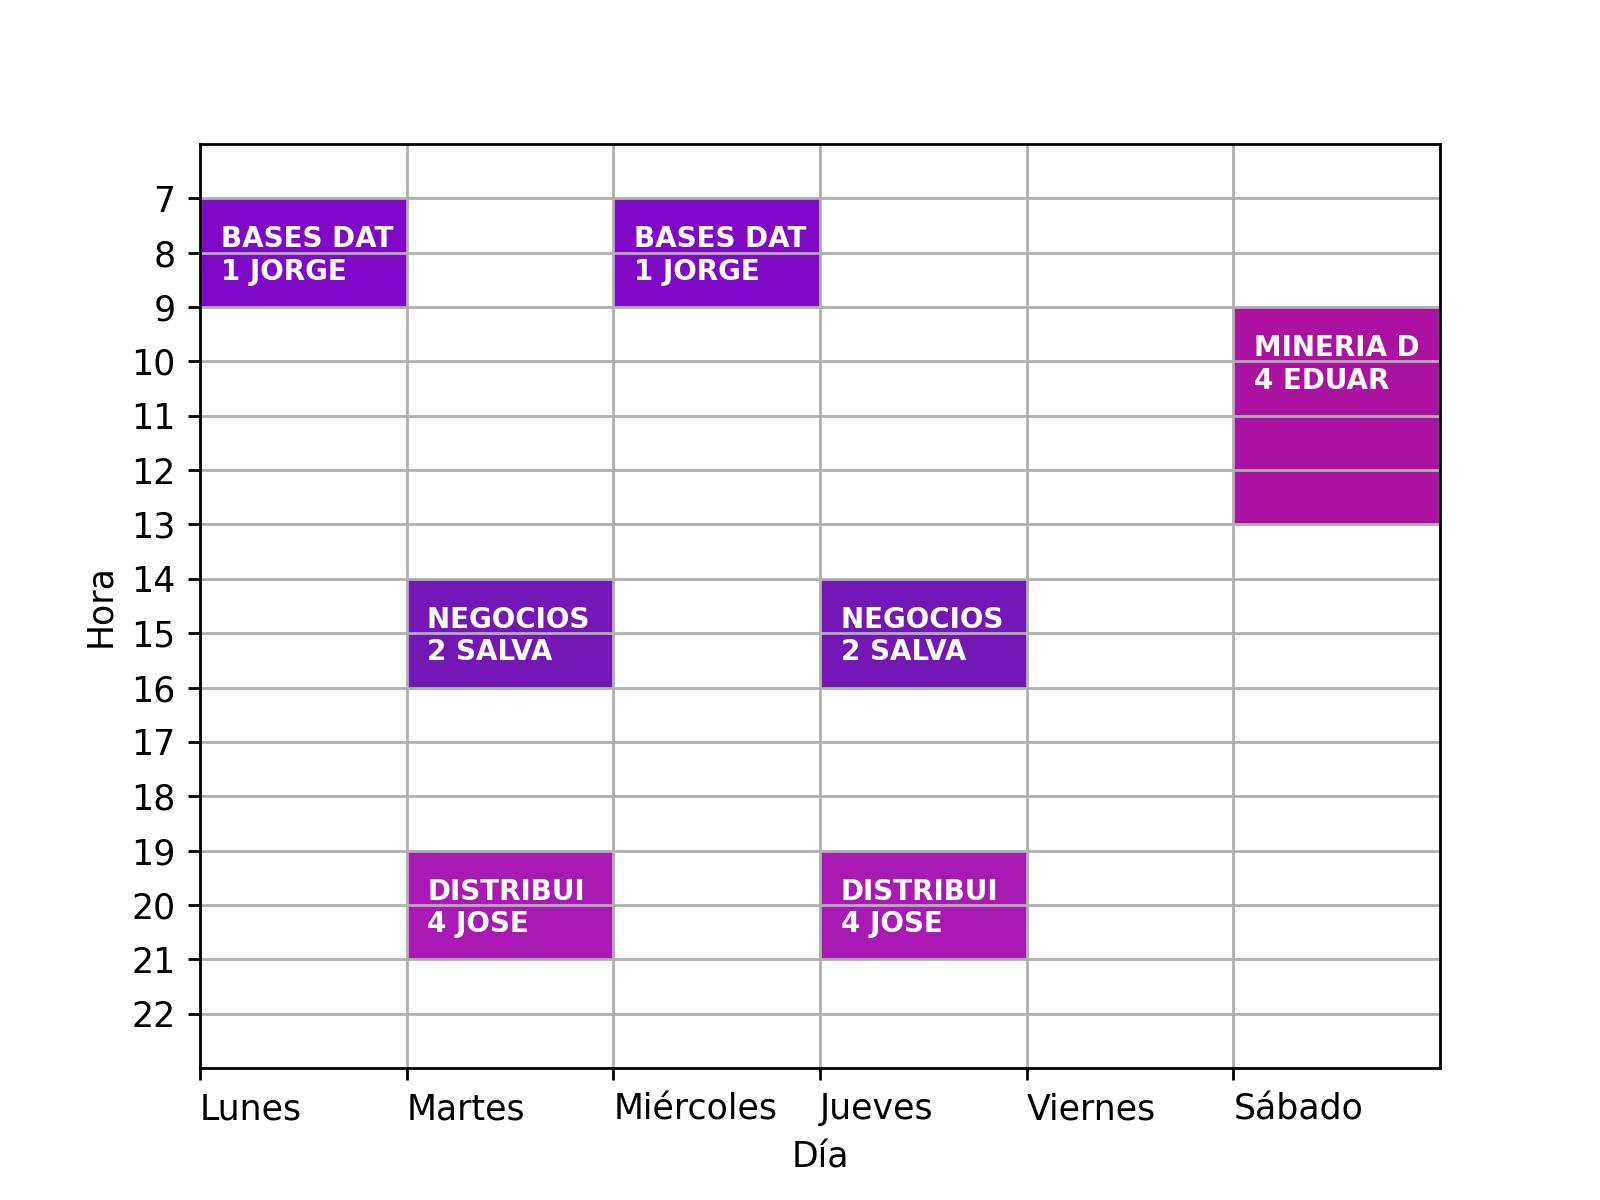 7
BASES DAT
1 JORGE
BASES DAT
1 JORGE
8
9
MINERIA D
4 EDUAR
10
11
12
13
14
NEGOCIOS
2 SALVA
NEGOCIOS
2 SALVA
15
16
17
18
19
DISTRIBUI
4 JOSE
DISTRIBUI
4 JOSE
20
21
22
Hora
Lunes Martes Miércoles Jueves Viernes Sábado
Día